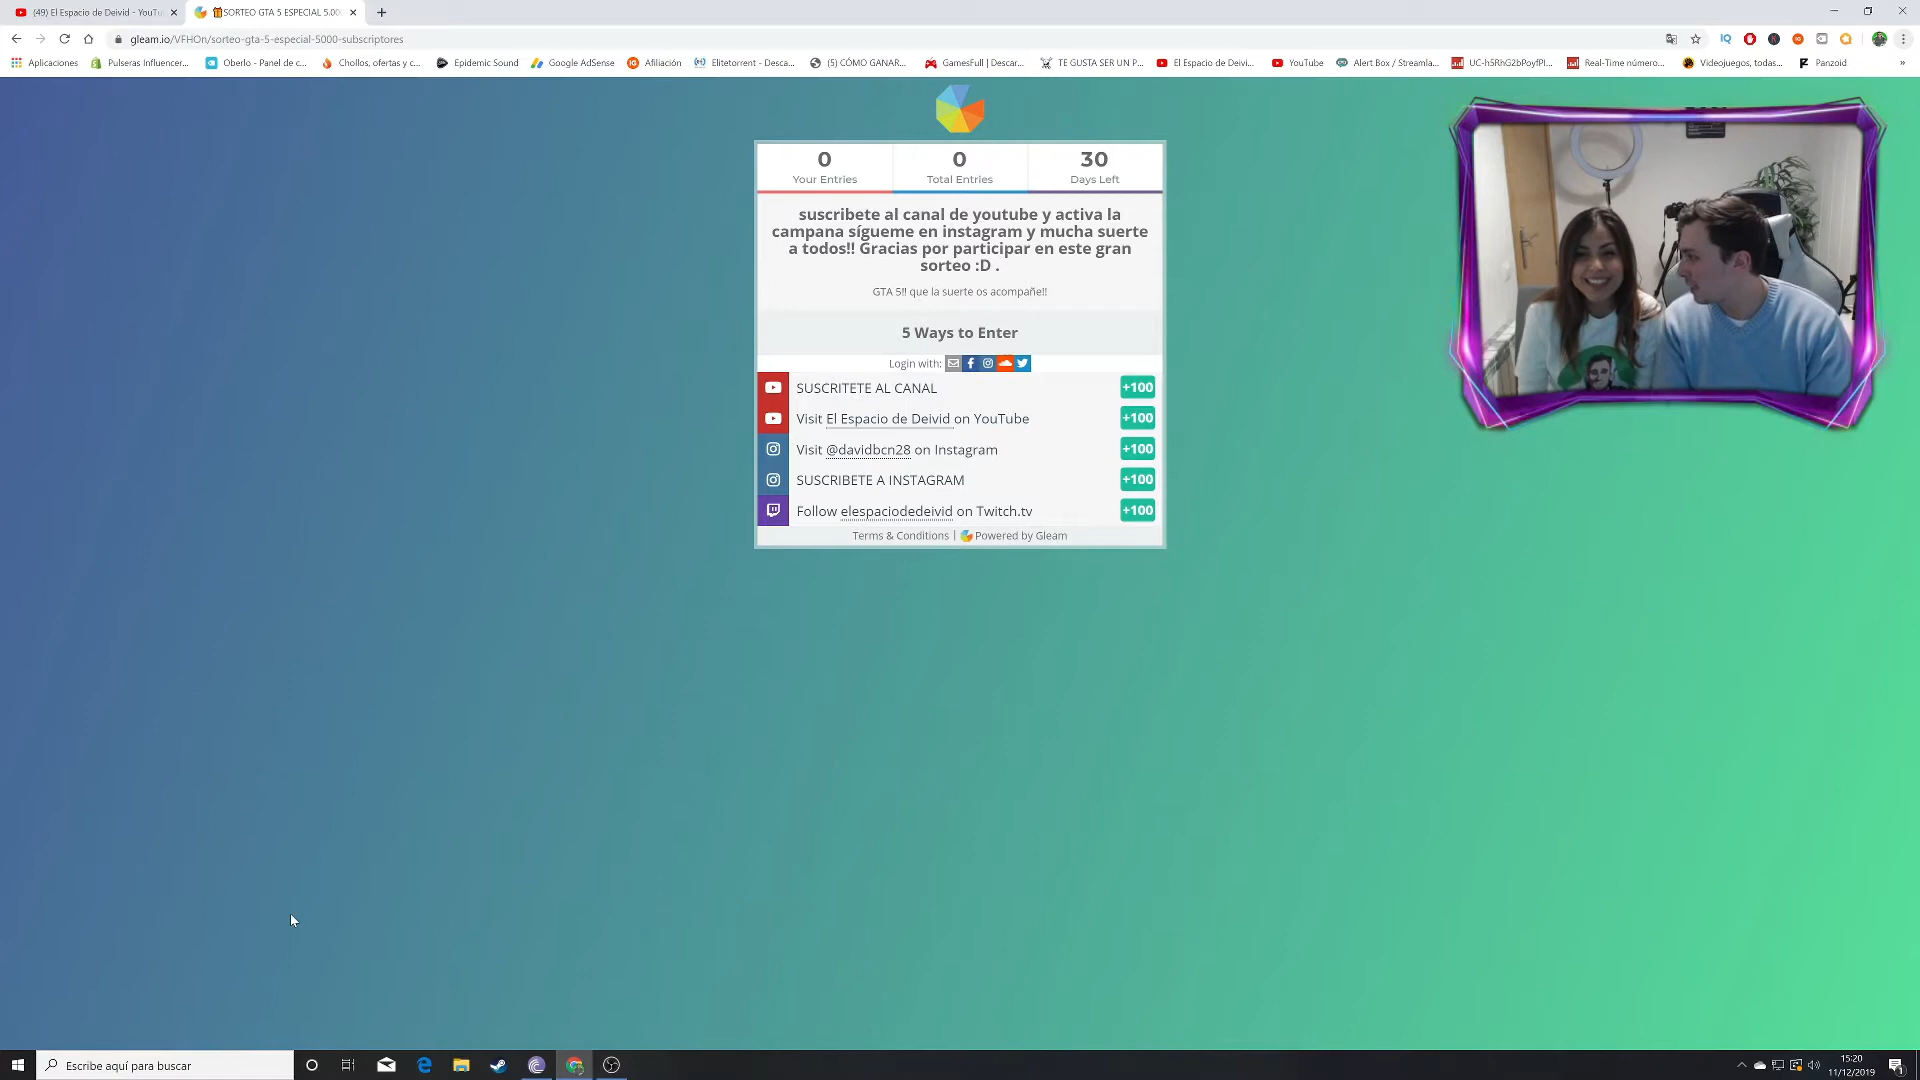 (49) El Espacio de Deivid - YouTu
SORTEO GTA 5 ESPECIAL 5.00
gleam.io/VFHOn/sorteo-gta-5-especial-5000-subscriptores
Aplicaciones
Pulseras Influencer...
Oberlo - Panel de c...
Chollos, ofertas y c...
Epidemic Sound
Google AdSense
Afiliación
Elitetorrent - Desca...
(5) CÓMO GANAR...
GamesFull | Descar...
TE GUSTA SER UN P...
El Espacio de Deivi...
YouTube
Alert Box / Streamla...
UC-h5RhG2bPoyfPI...
Real-Time número...
Videojuegos, todas...
Panzoid
»
0
Your Entries
0
Total Entries
30
Days Left
suscribete al canal de youtube y activa la
campana sígueme en instagram y mucha suerte
a todos!! Gracias por participar en este gran
sorteo :D .
GTA 5!! que la suerte os acompañe!!
5 Ways to Enter
Login with:
SUSCRITETE AL CANAL +100
Visit El Espacio de Deivid on YouTube +100
Visit @davidbcn28 on Instagram +100
SUSCRIBETE A INSTAGRAM +100
Follow elespaciodedeivid on Twitch.tv +100
Terms & Conditions | Powered by Gleam
Escribe aquí para buscar
15:20
11/12/2019